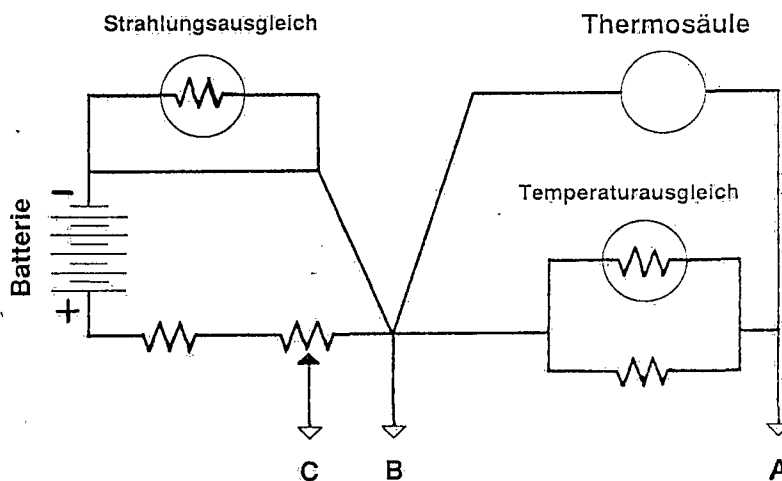 Strahlungsausgleich
Thermosäule
Temperaturausgleich
Batterie
-
+
C
B
A